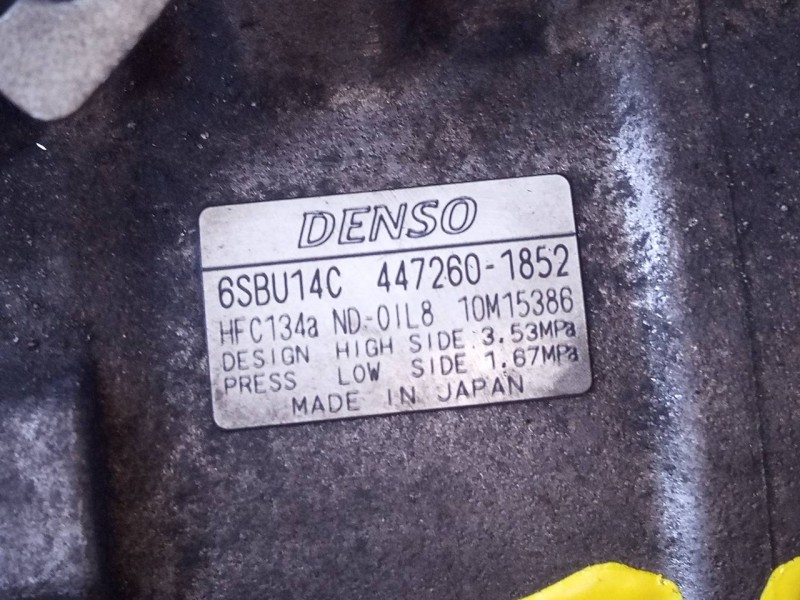 DENSO
6SBU14C 447260-1852
HFC134a ND-OIL8 10M15386
DESIGN HIGH SIDE 3.53MPa
PRESS LOW SIDE 1.67MPa
MADE IN JAPAN